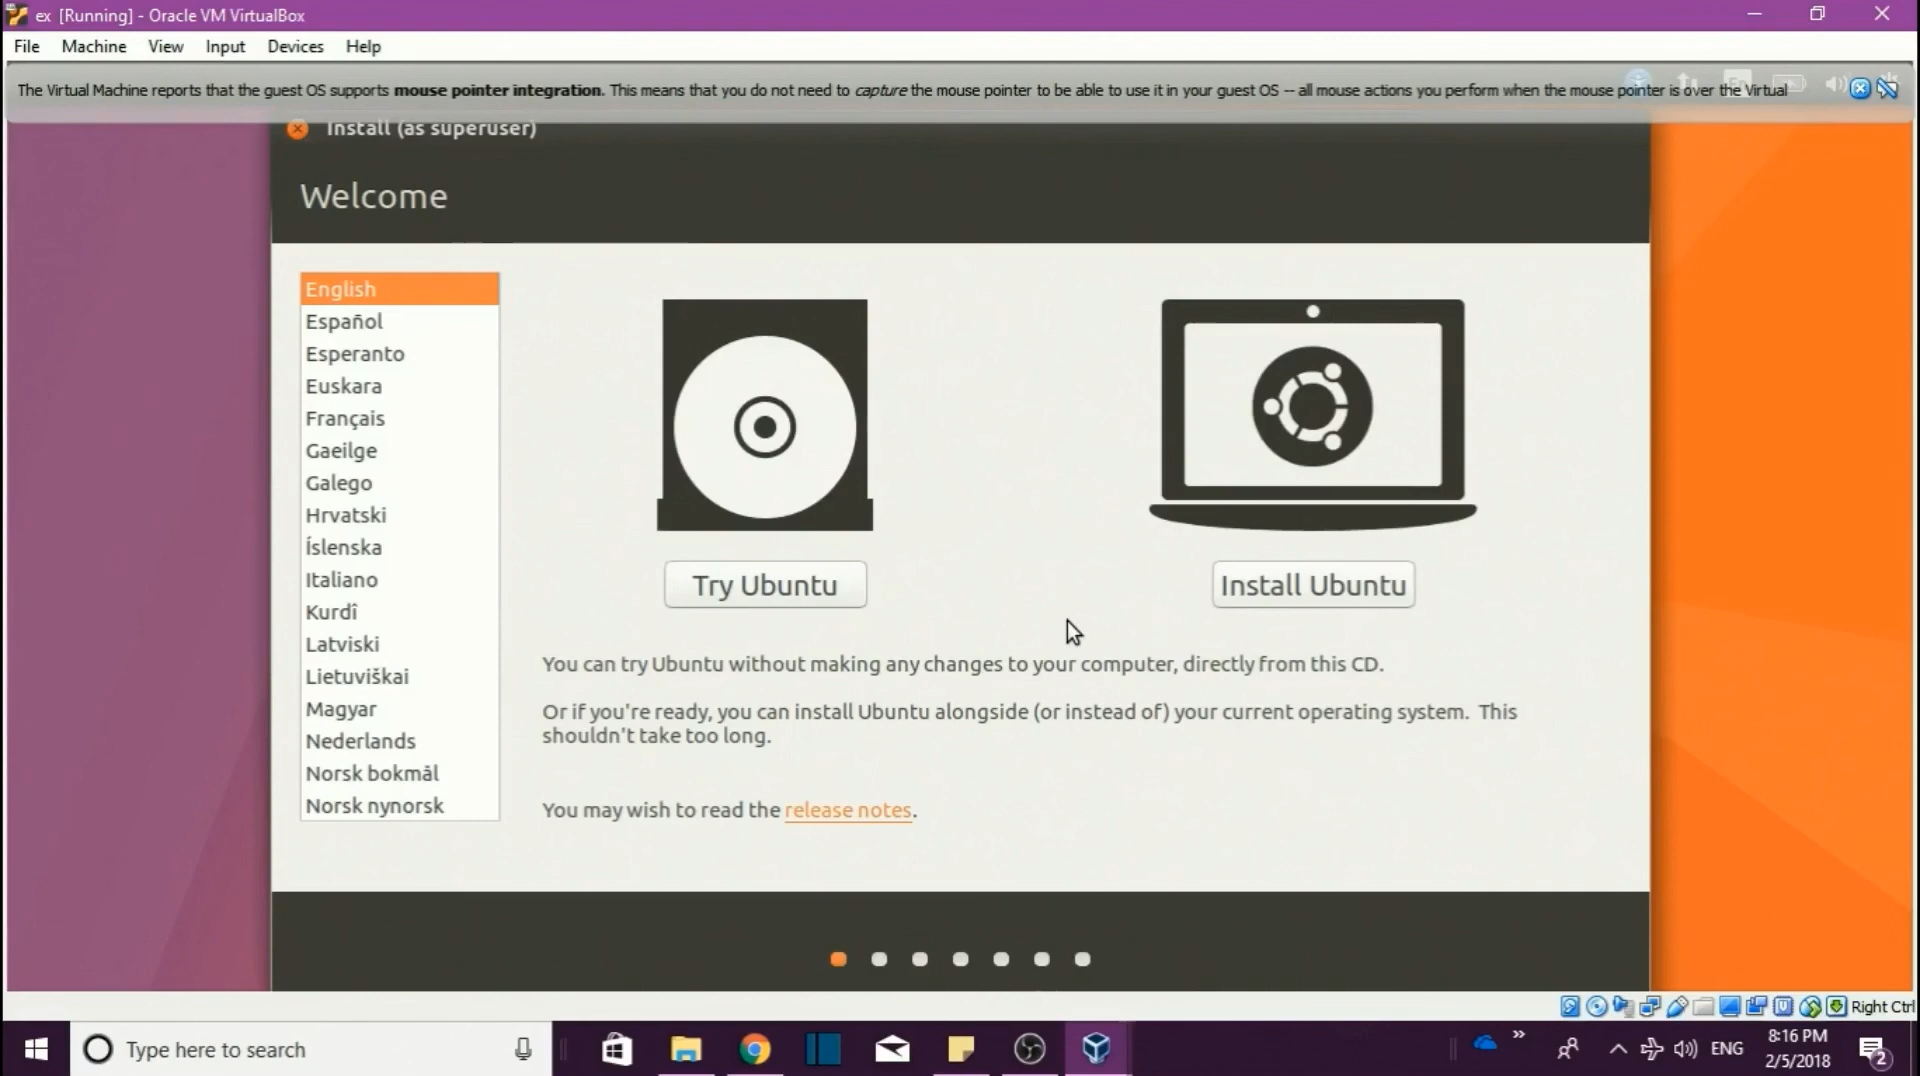 ex [Running] - Oracle VM VirtualBox
File Machine View Input Devices Help
The Virtual Machine reports that the guest OS supports mouse pointer integration. This means that you do not need to capture the mouse pointer to be able to use it in your guest OS -- all mouse actions you perform when the mouse pointer is over the Virtual
Install (as superuser)
Welcome
English
Español
Esperanto
Euskara
Français
Gaeilge
Galego
Hrvatski
Íslenska
Italiano
Kurdî
Latviski
Lietuviškai
Magyar
Nederlands
Norsk bokmål
Norsk nynorsk
Try Ubuntu
Install Ubuntu
You can try Ubuntu without making any changes to your computer, directly from this CD.
Or if you're ready, you can install Ubuntu alongside (or instead of) your current operating system. This
shouldn't take too long.
You may wish to read the release notes.
Right Ctrl
Type here to search
ENG
8:16 PM
2/5/2018
2